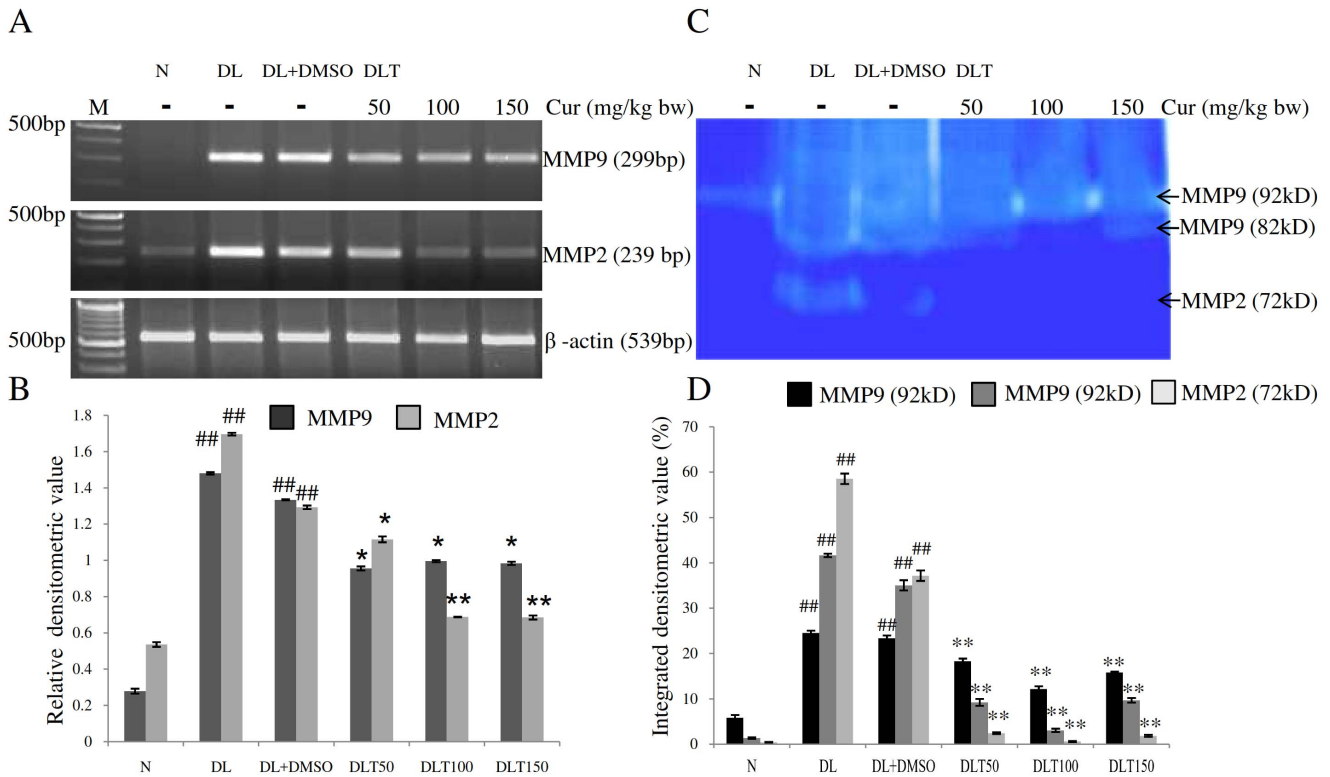 A
N DL DL+DMSO DLT
M - - - 50 100 150 Cur (mg/kg bw)
500bp
MMP9 (299bp)
500bp
MMP2 (239 bp)
500bp
β -actin (539bp)
B
MMP9 MMP2
Relative densitometric value
1.8
1.6
1.4
1.2
1
0.8
0.6
0.4
0.2
0
## ##
## ##
* *
* **
* **
N DL DL+DMSO DLT50 DLT100 DLT150
C
N DL DL+DMSO DLT
- - - 50 100 150 Cur (mg/kg bw)
MMP9 (92kD)
MMP9 (82kD)
MMP2 (72kD)
D
MMP9 (92kD) MMP9 (92kD) MMP2 (72kD)
Integrated densitometric value (%)
70
60
50
40
30
20
10
0
## ## ##
## ## ##
** ** **
** ** **
** ** **
N DL DL+DMSO DLT50 DLT100 DLT150